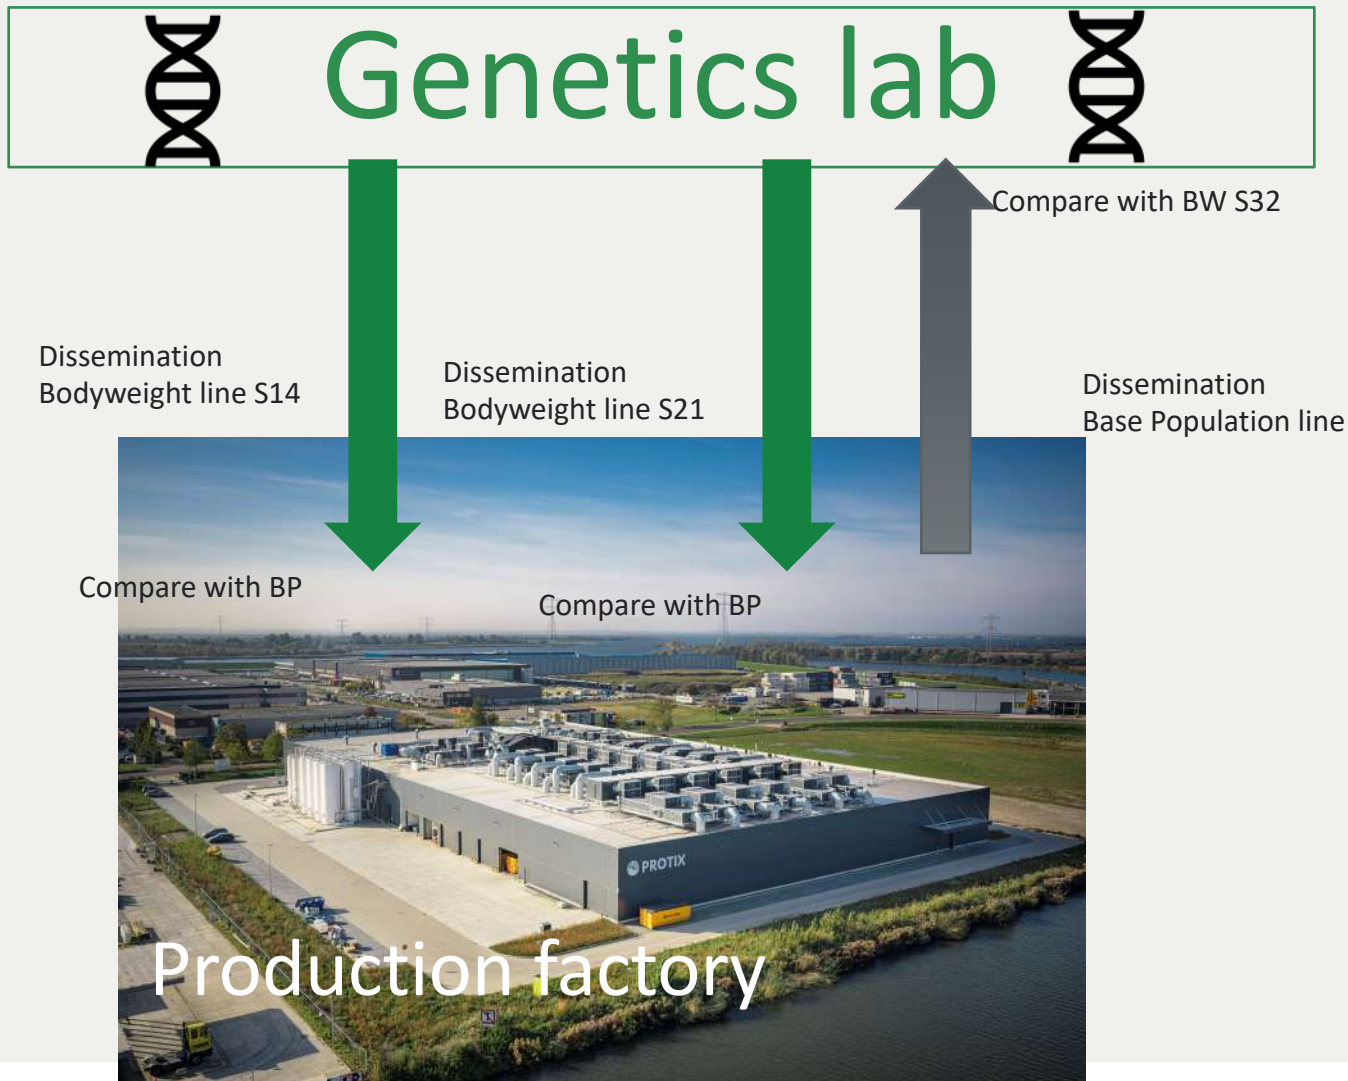 Genetics lab
Compare with BW S32
Dissemination
Bodyweight line S14
Dissemination
Bodyweight line S21
Dissemination
Base Population line
Compare with BP
Compare with BP
PROTIX
Production factory